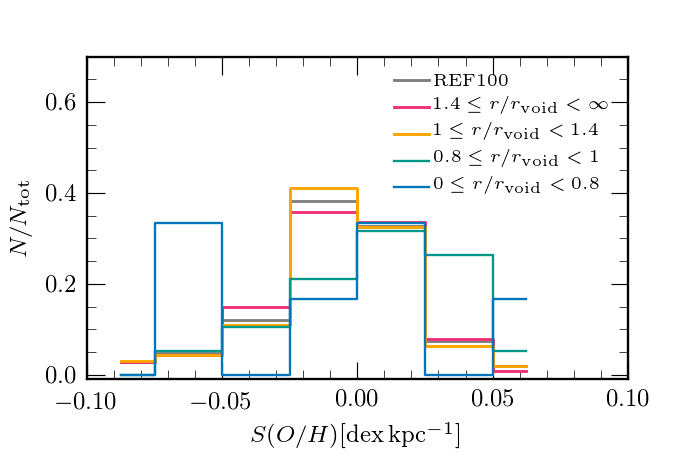 REF100
1.4 ≤ r/r_void < ∞
1 ≤ r/r_void < 1.4
0.8 ≤ r/r_void < 1
0 ≤ r/r_void < 0.8
0.6
0.4
0.2
0.0
N/N_tot
−0.10 −0.05 0.00 0.05 0.10
S(O/H)[dex kpc⁻¹]